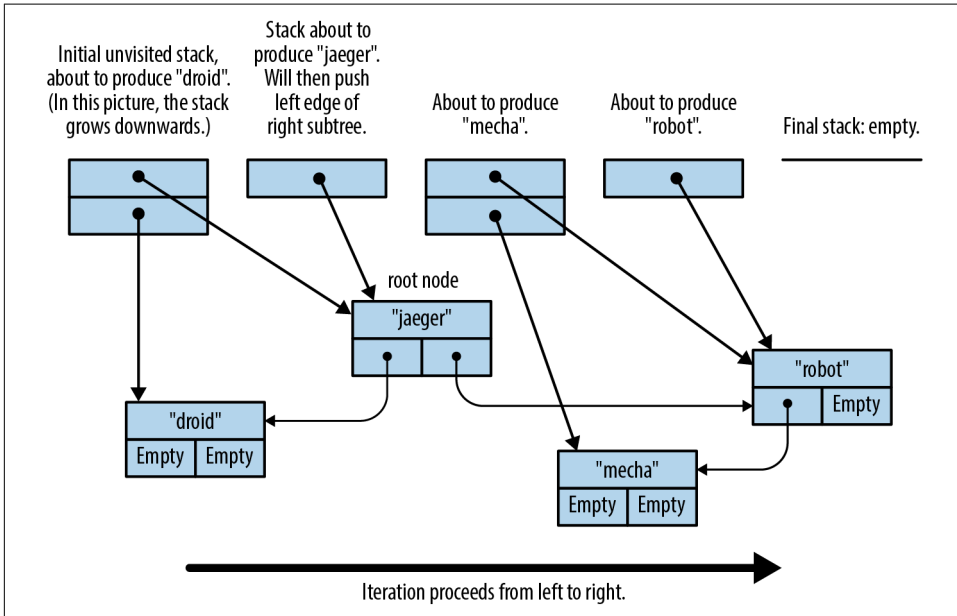 Initial unvisited stack,
about to produce "droid".
(In this picture, the stack
grows downwards.)
Stack about to
produce "jaeger".
Will then push
left edge of
right subtree.
About to produce
"mecha".
About to produce
"robot".
Final stack: empty.
root node
"jaeger"
"robot"
Empty
"droid"
Empty Empty
"mecha"
Empty Empty
Iteration proceeds from left to right.